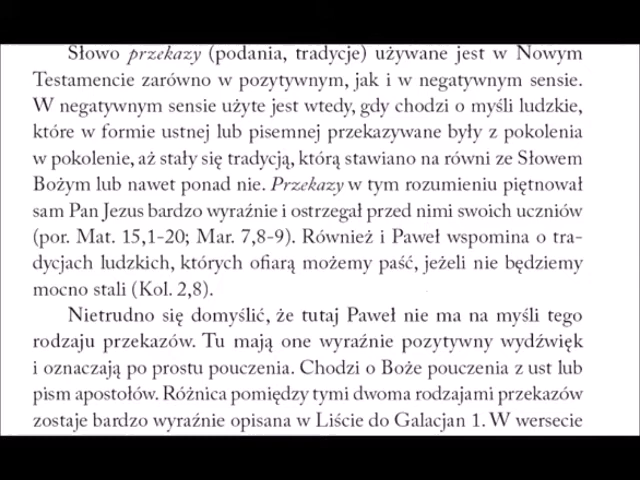 Słowo przekazy (podania, tradycje) używane jest w Nowym
Testamencie zarówno w pozytywnym, jak i w negatywnym sensie.
W negatywnym sensie użyte jest wtedy, gdy chodzi o myśli ludzkie,
które w formie ustnej lub pisemnej przekazywane były z pokolenia
w pokolenie, aż stały się tradycją, którą stawiano na równi ze Słowem
Bożym lub nawet ponad nie. Przekazy w tym rozumieniu piętnował
sam Pan Jezus bardzo wyraźnie i ostrzegał przed nimi swoich uczniów
(por. Mat. 15,1-20; Mar. 7,8-9). Również i Paweł wspomina o tra-
dycjach ludzkich, których ofiarą możemy paść, jeżeli nie będziemy
mocno stali (Kol. 2,8).
Nietrudno się domyślić, że tutaj Paweł nie ma na myśli tego
rodzaju przekazów. Tu mają one wyraźnie pozytywny wydźwięk
i oznaczają po prostu pouczenia. Chodzi o Boże pouczenia z ust lub
pism apostołów. Różnica pomiędzy tymi dwoma rodzajami przekazów
zostaje bardzo wyraźnie opisana w Liście do Galacjan 1. W wersecie